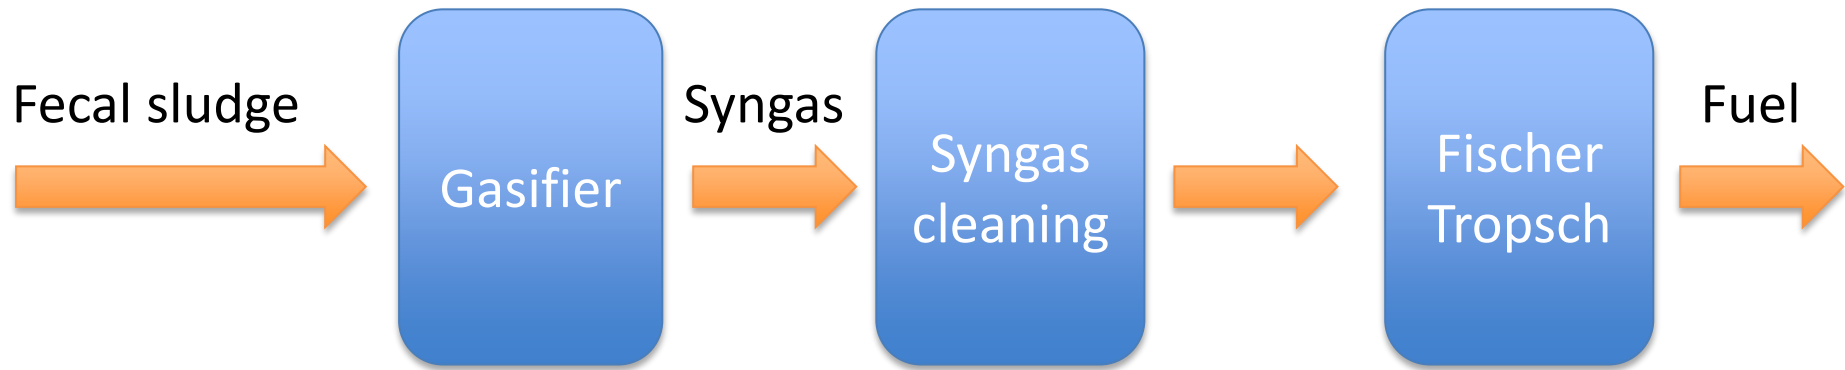 Fecal sludge
Gasifier
Syngas
Syngas
cleaning
Fischer
Tropsch
Fuel